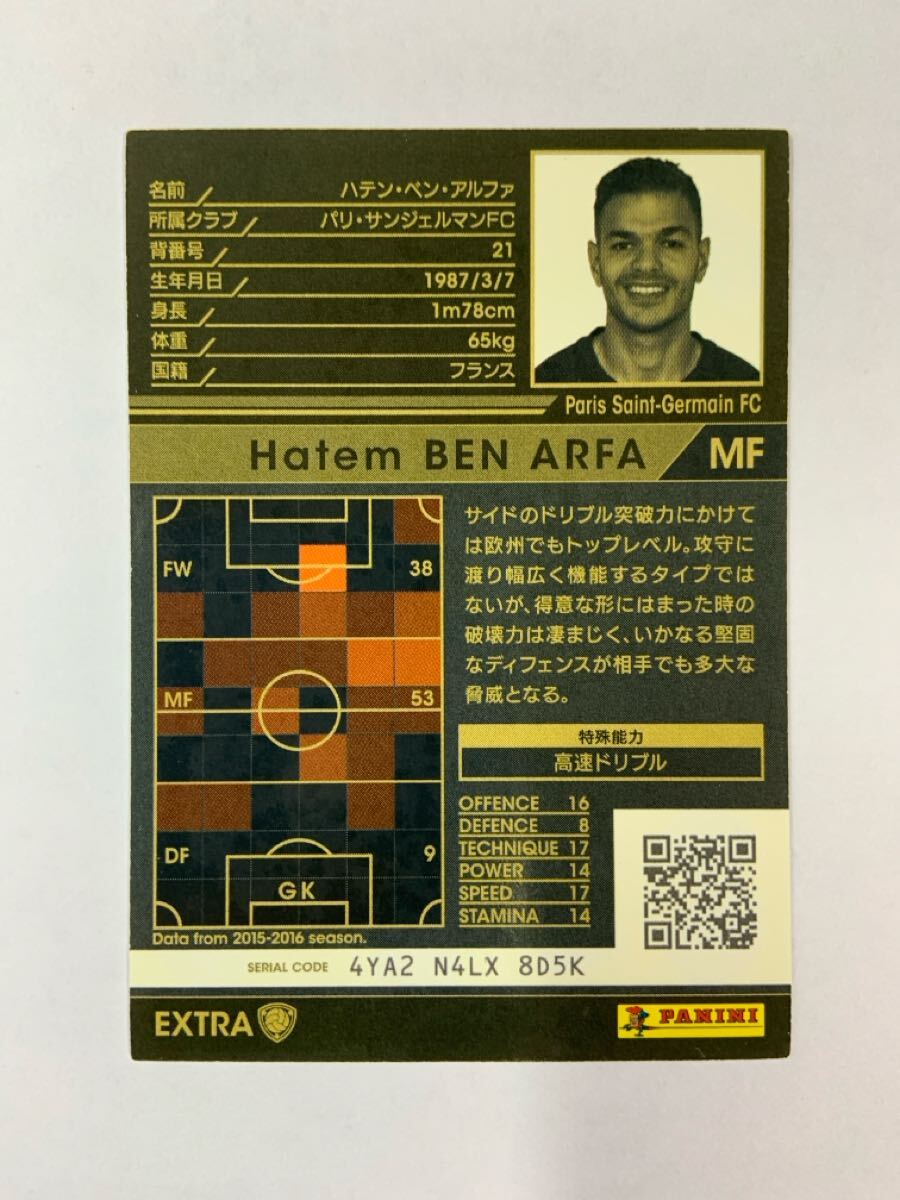 名前 ハテン・ベン・アルファ
所属クラブ パリ・サンジェルマンFC
背番号 21
生年月日 1987/3/7
身長 1m78cm
体重 65kg
国籍 フランス
Paris Saint-Germain FC
Hatem BEN ARFA MF
FW 38
MF 53
DF 9
GK
Data from 2015-2016 season.
サイドのドリブル突破力にかけて
は欧州でもトップレベル。攻守に
渡り幅広く機能するタイプでは
ないが、得意な形にはまった時の
破壊力は凄まじく、いかなる堅固
なディフェンスが相手でも多大な
脅威となる。
特殊能力
高速ドリブル
OFFENCE 16
DEFENCE 8
TECHNIQUE 17
POWER 14
SPEED 17
STAMINA 14
SERIAL CODE 4YA2 N4LX 8D5K
EXTRA
PANINI